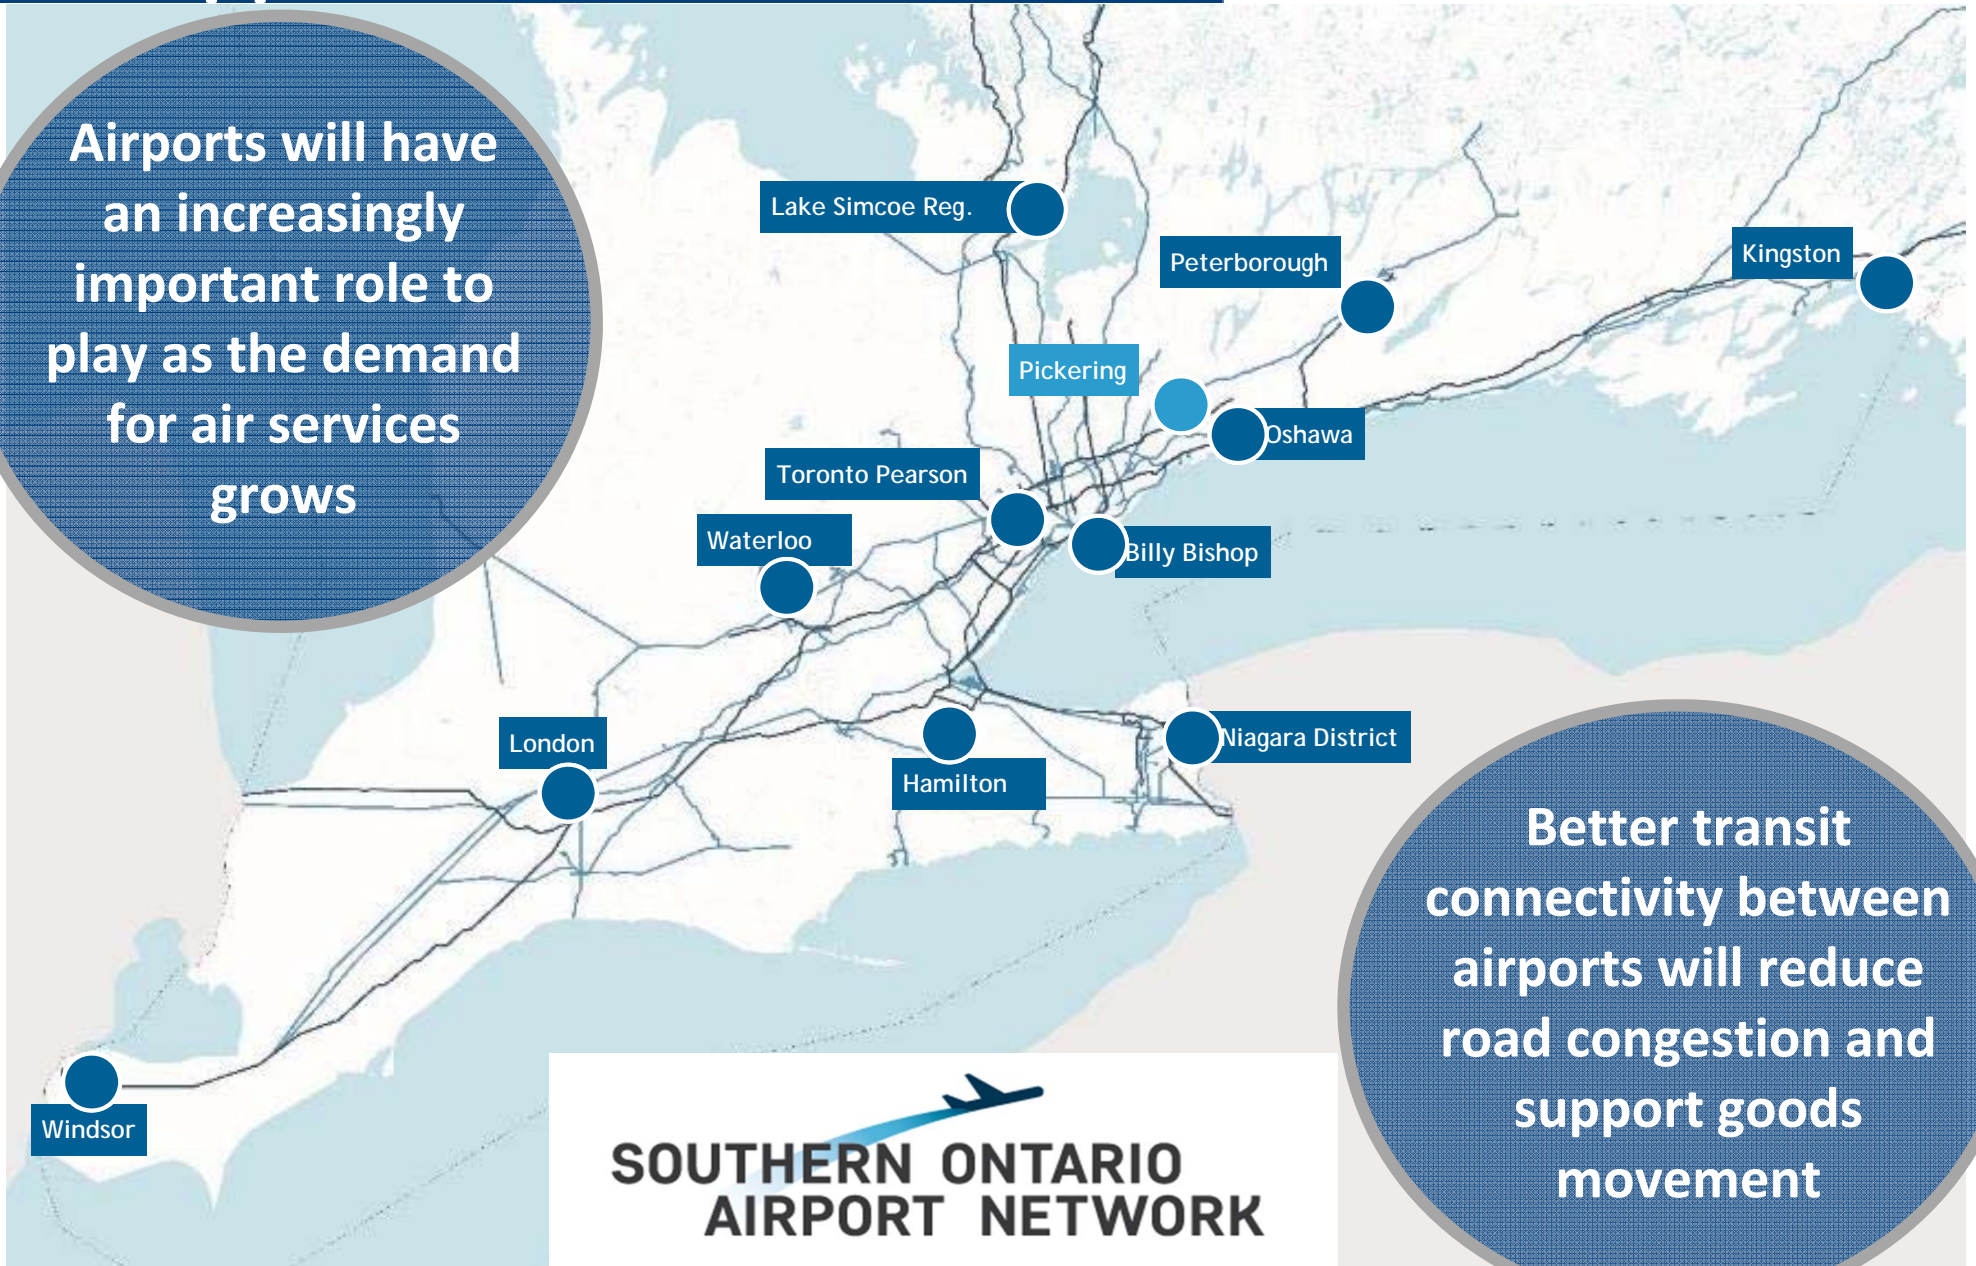 Airports will have
an increasingly
important role to
play as the demand
for air services
grows
Lake Simcoe Reg.
Peterborough
Kingston
Pickering
Oshawa
Toronto Pearson
Waterloo
Billy Bishop
London
Hamilton
Niagara District
Windsor
Better transit
connectivity between
airports will reduce
road congestion and
support goods
movement
SOUTHERN ONTARIO
AIRPORT NETWORK